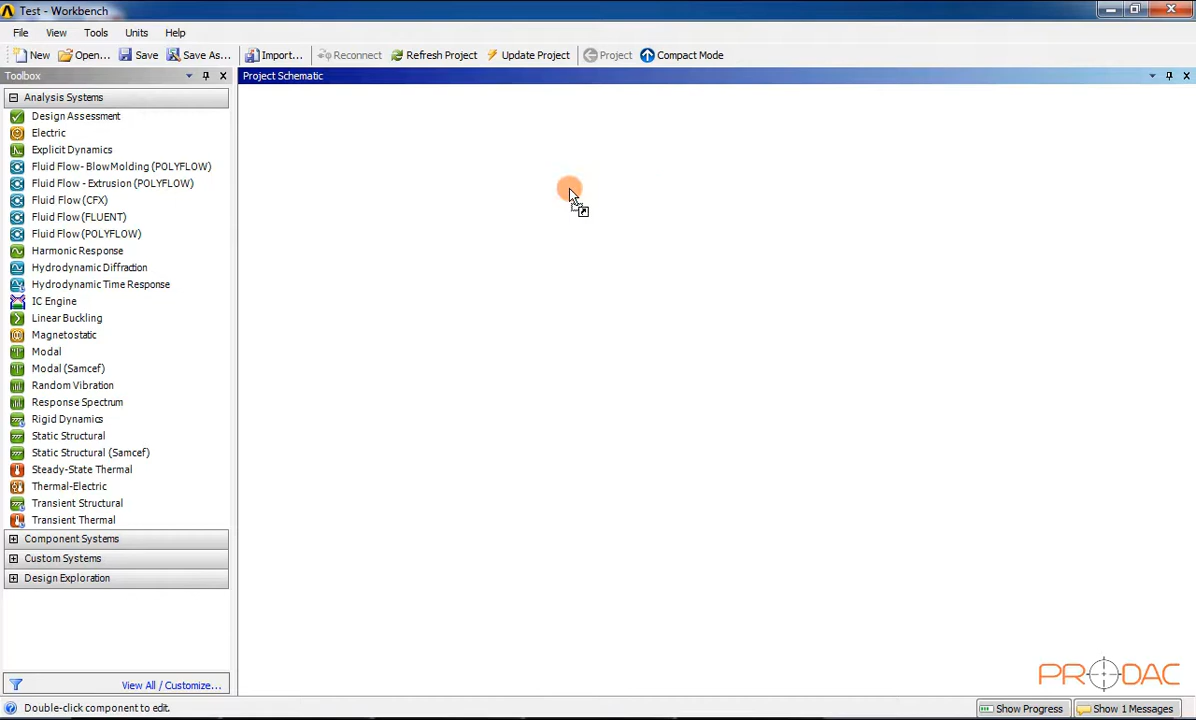 Test - Workbench
File View Tools Units Help
New Open... Save Save As... Import... Reconnect Refresh Project Update Project Project Compact Mode
Toolbox
Project Schematic
Analysis Systems
Design Assessment
Electric
Explicit Dynamics
Fluid Flow- BlowMolding (POLYFLOW)
Fluid Flow - Extrusion (POLYFLOW)
Fluid Flow (CFX)
Fluid Flow (FLUENT)
Fluid Flow (POLYFLOW)
Harmonic Response
Hydrodynamic Diffraction
Hydrodynamic Time Response
IC Engine
Linear Buckling
Magnetostatic
Modal
Modal (Samcef)
Random Vibration
Response Spectrum
Rigid Dynamics
Static Structural
Static Structural (Samcef)
Steady-State Thermal
Thermal-Electric
Transient Structural
Transient Thermal
Component Systems
Custom Systems
Design Exploration
View All / Customize...
PRODAC
Double-click component to edit.
Show Progress
Show 1 Messages